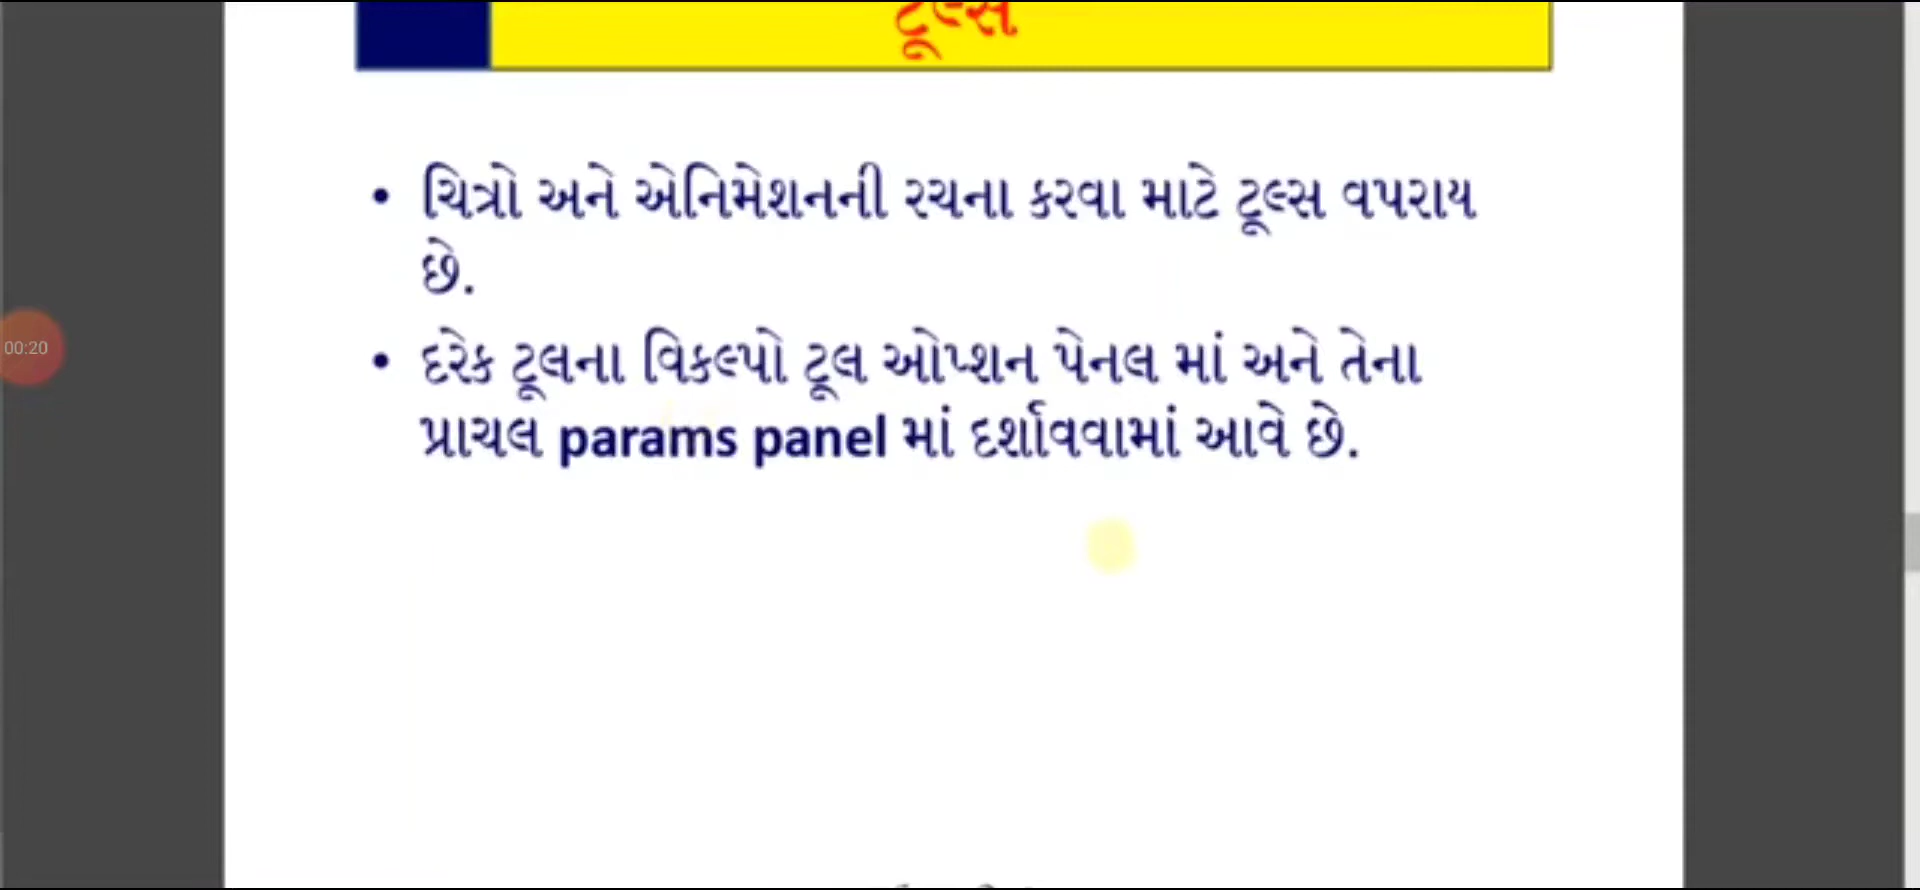 ટૂલ્સ
• ચિત્રો અને એનિમેશનની રચના કરવા માટે ટૂલ્સ વપરાય
છે.
00:20
• દરેક ટૂલના વિકલ્પો ટૂલ ઓપ્શન પેનલ માં અને તેના
પ્રાચલ params panel માં દર્શાવવામાં આવે છે.